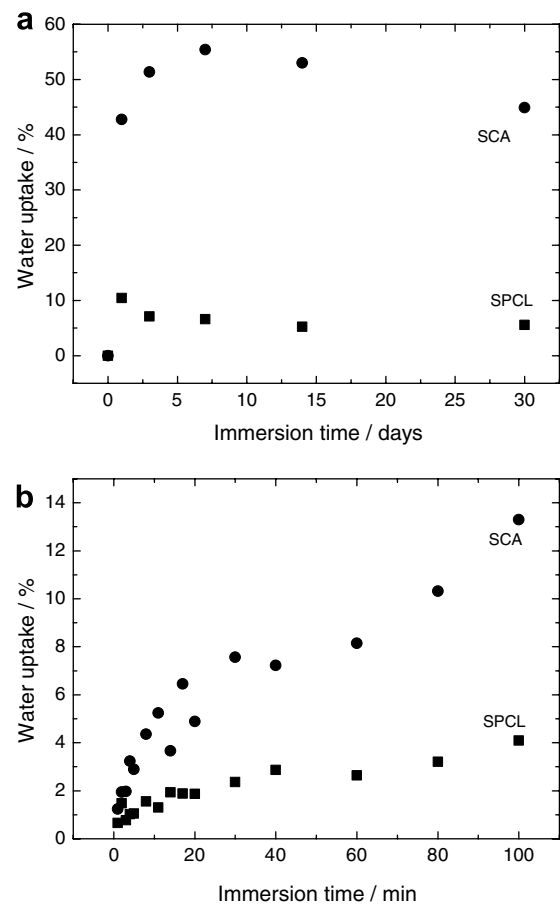 a
60
50
40
30
20
10
0
Water uptake / %
SCA
SPCL
0 5 10 15 20 25 30
Immersion time / days
b
14
12
10
8
6
4
2
0
Water uptake / %
SCA
SPCL
0 20 40 60 80 100
Immersion time / min